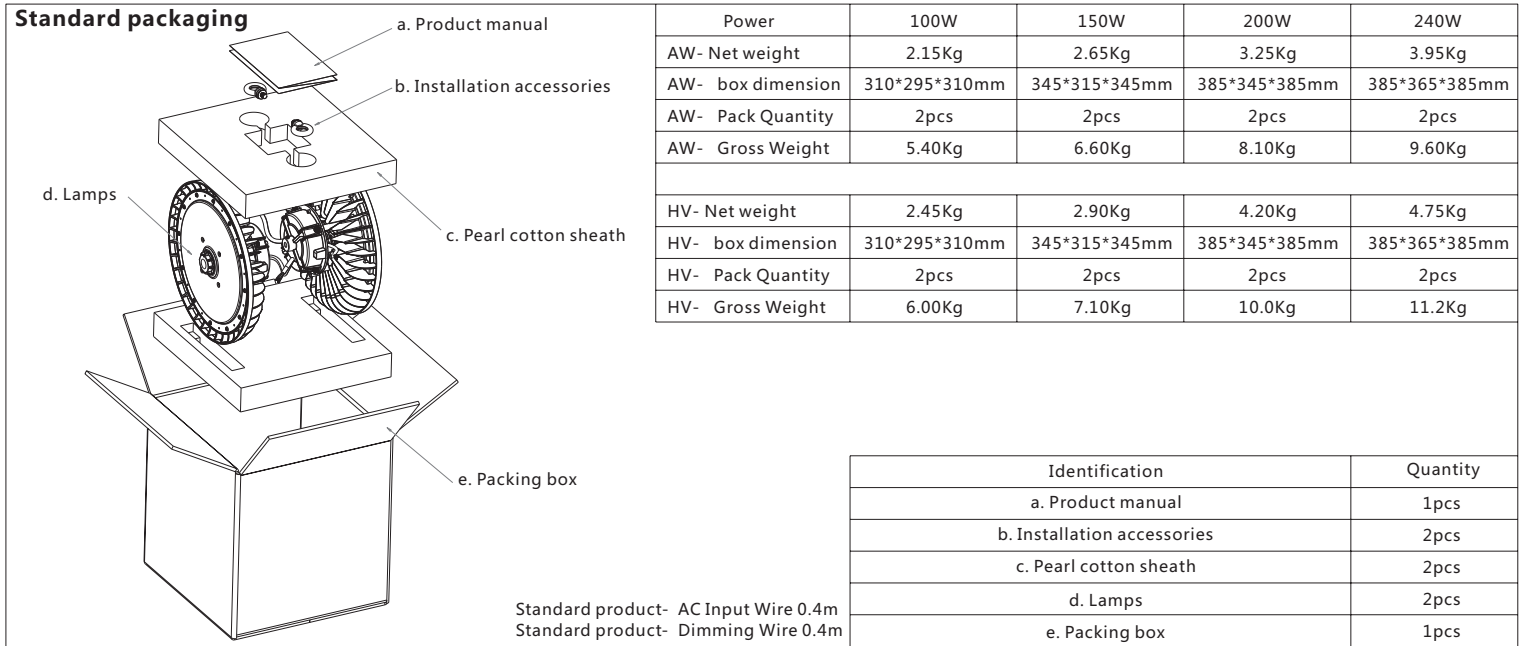 Standard packaging
a. Product manual
b. Installation accessories
d. Lamps
c. Pearl cotton sheath
e. Packing box
Power 100W 150W 200W 240W
AW- Net weight 2.15Kg 2.65Kg 3.25Kg 3.95Kg
AW- box dimension 310*295*310mm 345*315*345mm 385*345*385mm 385*365*385mm
AW- Pack Quantity 2pcs 2pcs 2pcs 2pcs
AW- Gross Weight 5.40Kg 6.60Kg 8.10Kg 9.60Kg
HV- Net weight 2.45Kg 2.90Kg 4.20Kg 4.75Kg
HV- box dimension 310*295*310mm 345*315*345mm 385*345*385mm 385*365*385mm
HV- Pack Quantity 2pcs 2pcs 2pcs 2pcs
HV- Gross Weight 6.00Kg 7.10Kg 10.0Kg 11.2Kg
Identification Quantity
a. Product manual 1pcs
b. Installation accessories 2pcs
c. Pearl cotton sheath 2pcs
d. Lamps 2pcs
e. Packing box 1pcs
Standard product- AC Input Wire 0.4m
Standard product- Dimming Wire 0.4m